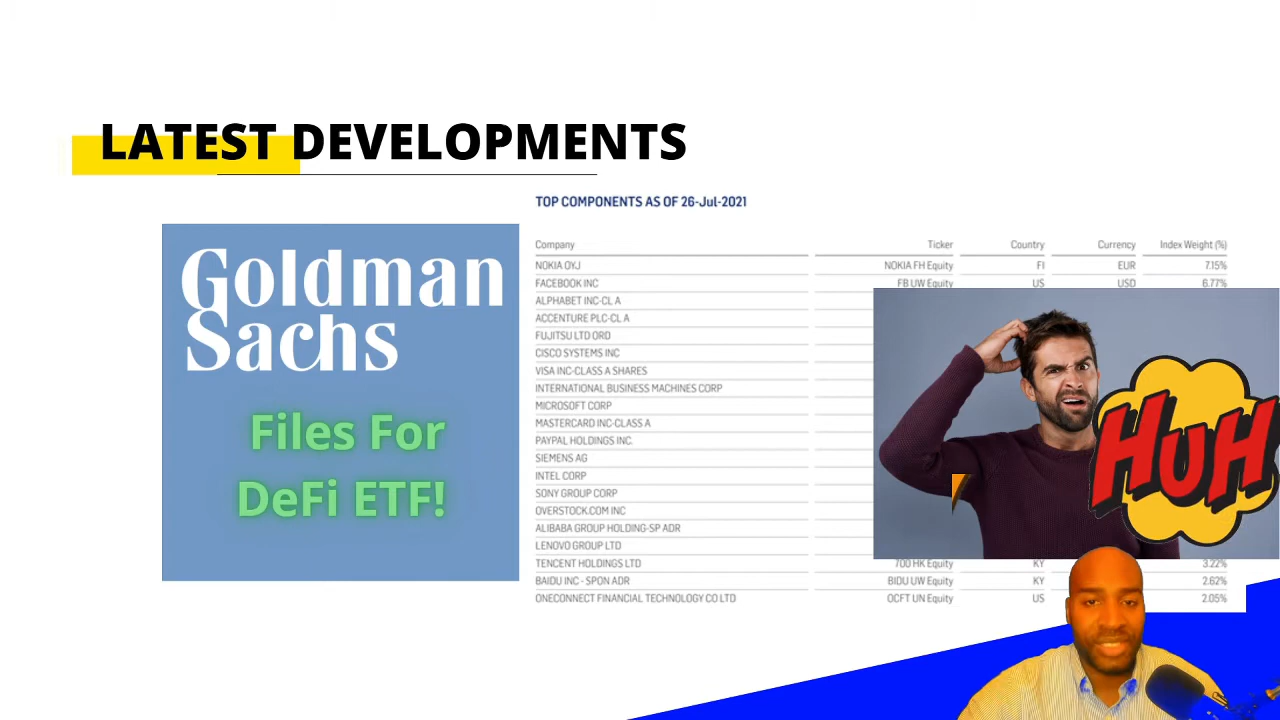 LATEST DEVELOPMENTS
Goldman
Sachs
Files For
DeFi ETF!
TOP COMPONENTS AS OF 26-Jul-2021
Company Ticker Country Currency Index Weight (%)
NOKIA OYJ NOKIA FH Equity FI EUR 7.15%
FACEBOOK INC FB UW Equity US USD 6.77%
ALPHABET INC-CL A
ACCENTURE PLC-CL A
FUJITSU LTD ORD
CISCO SYSTEMS INC
VISA INC-CLASS A SHARES
INTERNATIONAL BUSINESS MACHINES CORP
MICROSOFT CORP
MASTERCARD INC-CLASS A
PAYPAL HOLDINGS INC.
SIEMENS AG
INTEL CORP
SONY GROUP CORP
OVERSTOCK.COM INC
ALIBABA GROUP HOLDING-SP ADR
LENOVO GROUP LTD
TENCENT HOLDINGS LTD 700 HK Equity KY 3.22%
BAIDU INC - SPON ADR BIDU UW Equity KY 2.62%
ONECONNECT FINANCIAL TECHNOLOGY CO LTD OCFT UN Equity US 2.05%
HUH